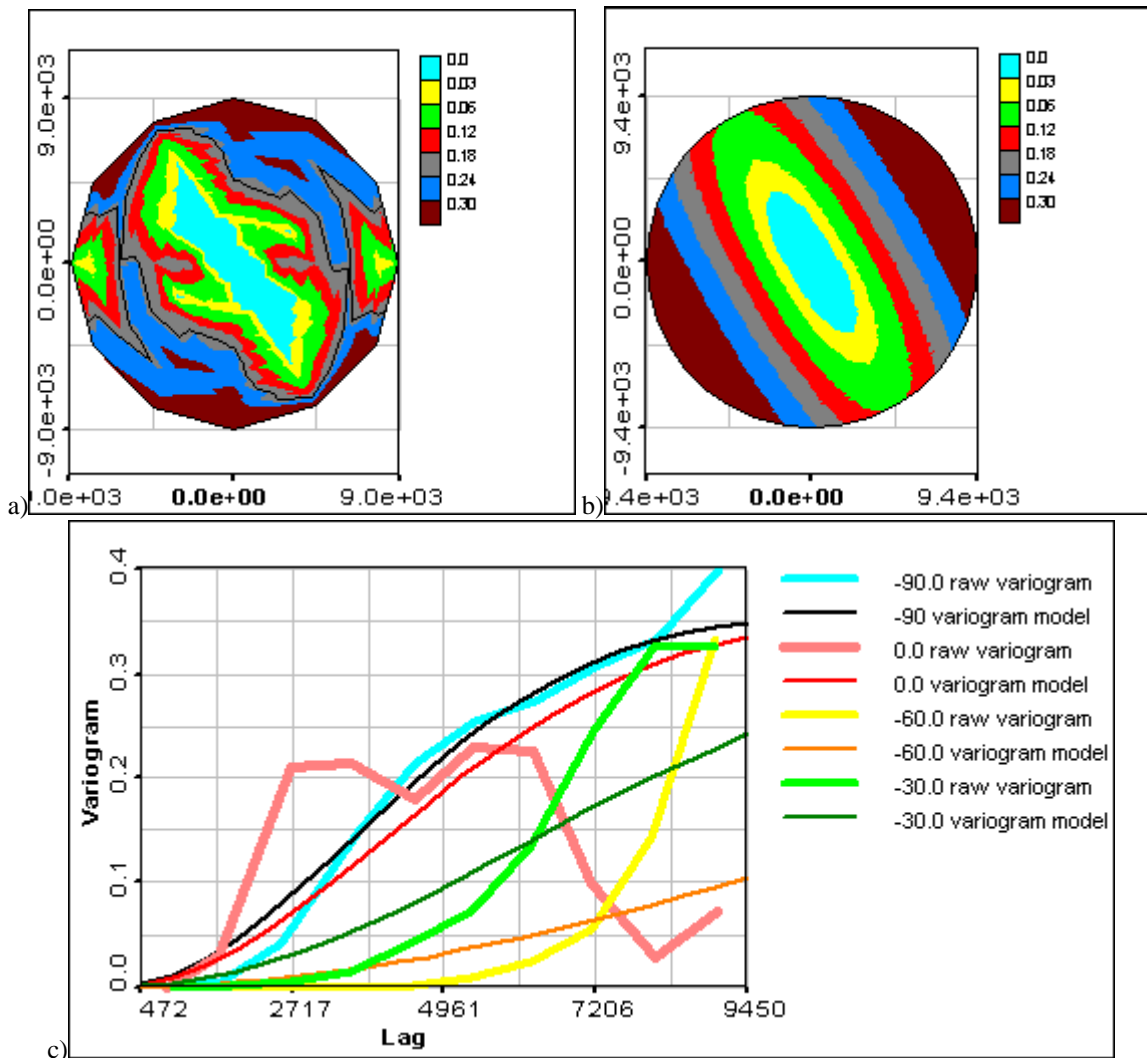 9.0e+03
0.0e+00
-9.0e+03
.0e+03
0.0e+00
9.0e+03
0.0
0.03
0.06
0.12
0.18
0.24
0.30
a)
9.4e+03
0.0e+00
-9.4e+03
9.4e+03
0.0e+00
9.4e+03
0.0
0.03
0.06
0.12
0.18
0.24
0.30
b)
Variogram
0.4
0.3
0.2
0.1
0.0
472
2717
4961
7206
9450
Lag
-90.0 raw variogram
-90 variogram model
0.0 raw variogram
0.0 variogram model
-60.0 raw variogram
-60.0 variogram model
-30.0 raw variogram
-30.0 variogram model
c)